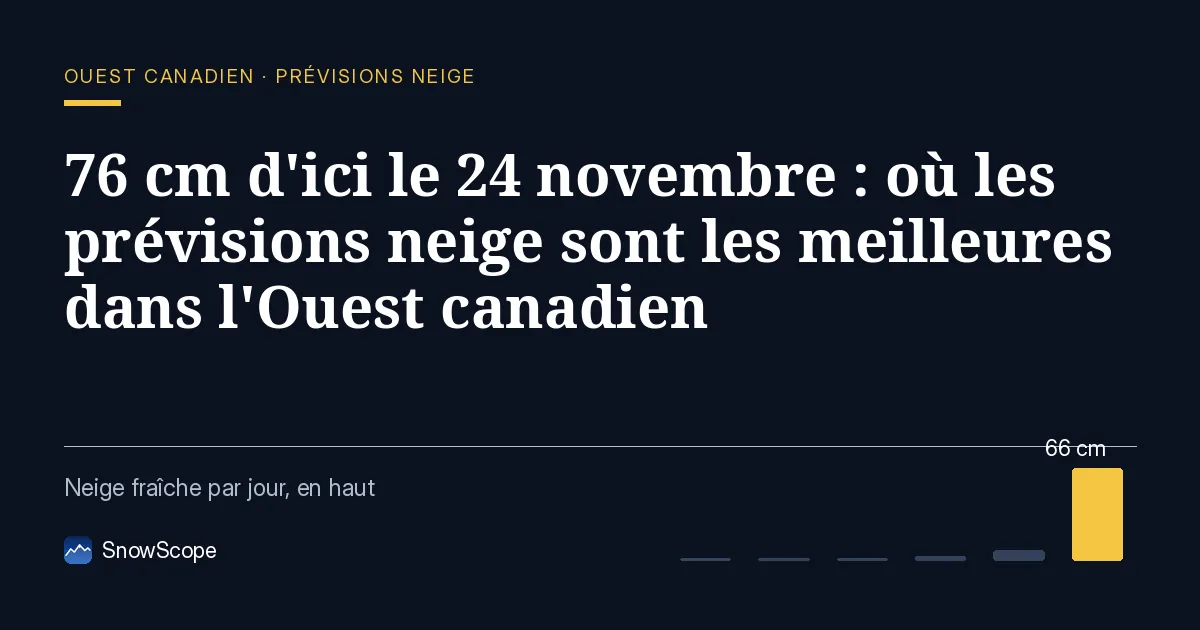 OUEST CANADIEN · PRÉVISIONS NEIGE
76 cm d'ici le 24 novembre : où les
prévisions neige sont les meilleures
dans l'Ouest canadien
66 cm
Neige fraîche par jour, en haut
SnowScope